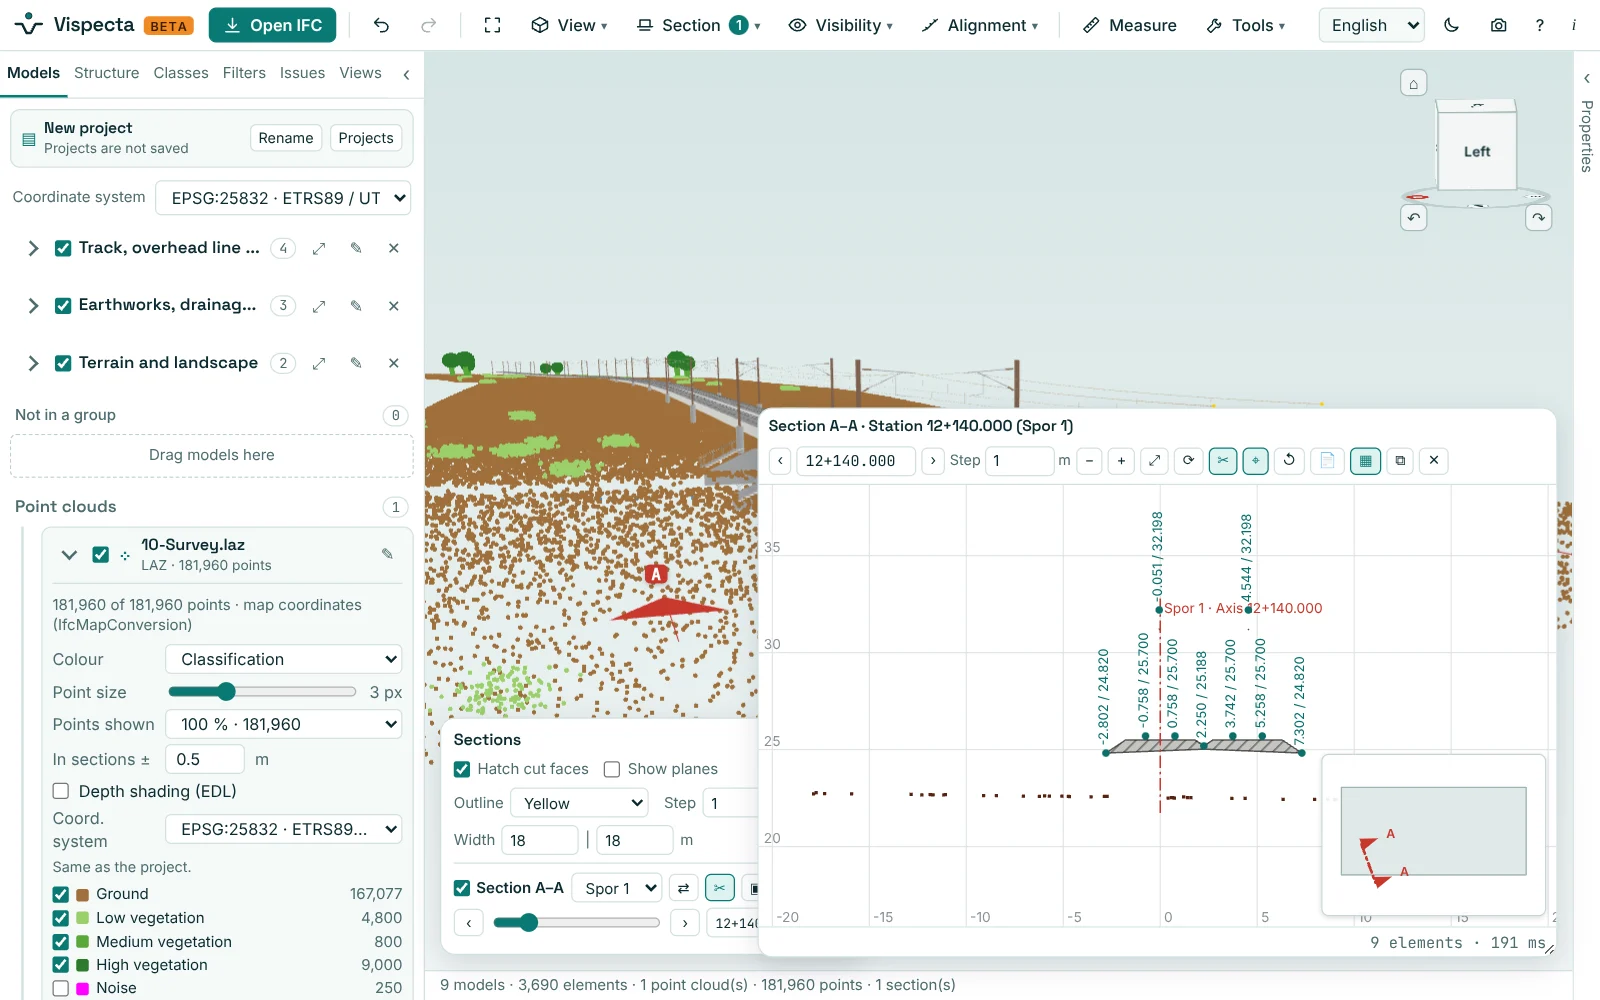 Vispecta BETA Open IFC View Section 1 Visibility Alignment Measure Tools English ? i
Models Structure Classes Filters Issues Views
New project
Projects are not saved
Rename Projects
Coordinate system EPSG:25832 · ETRS89 / UT
Track, overhead line ... 4
Earthworks, drainag... 3
Terrain and landscape 2
Not in a group 0
Drag models here
Point clouds 1
10-Survey.laz
LAZ · 181,960 points
181,960 of 181,960 points · map coordinates
(IfcMapConversion)
Colour Classification
Point size 3 px
Points shown 100 % · 181,960
In sections ± 0.5 m
Depth shading (EDL)
Coord.
system
EPSG:25832 · ETRS89...
Same as the project.
Ground 167,077
Low vegetation 4,800
Medium vegetation 800
High vegetation 9,000
Noise 250
Left
Properties
A
Sections
Hatch cut faces Show planes
Outline Yellow Step 1
Width 18 | 18 m
Section A–A Spor 1
12+140
Section A–A · Station 12+140.000 (Spor 1)
12+140.000 Step 1 m
35
30
25
20
-0.051 / 32.198
4.544 / 32.198
Spor 1 · Axis 12+140.000
-2.802 / 24.820
-0.758 / 25.700
0.758 / 25.700
2.250 / 25.188
3.742 / 25.700
5.258 / 25.700
7.302 / 24.820
-20 -15 -10 -5 0 5 10 15
A
A
9 elements · 191 ms
9 models · 3,690 elements · 1 point cloud(s) · 181,960 points · 1 section(s)